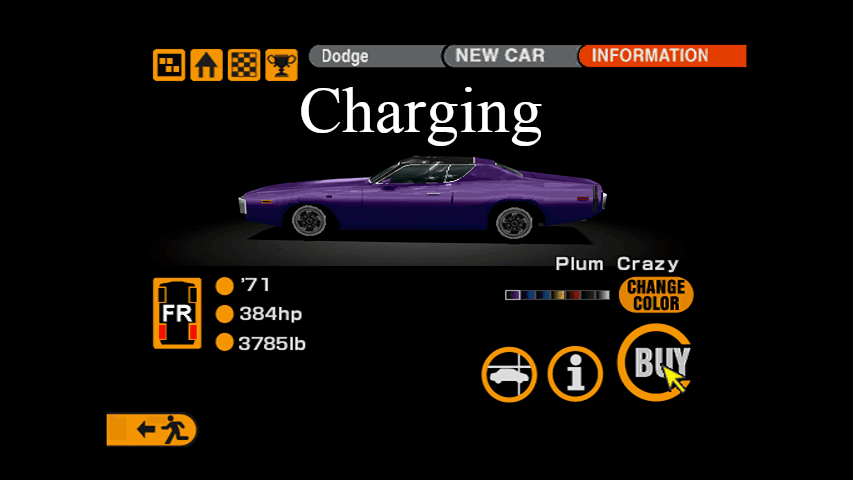 Dodge
NEW CAR
INFORMATION
Charging
Plum Crazy
CHANGE
COLOR
'71
FR
384hp
3785lb
BUY